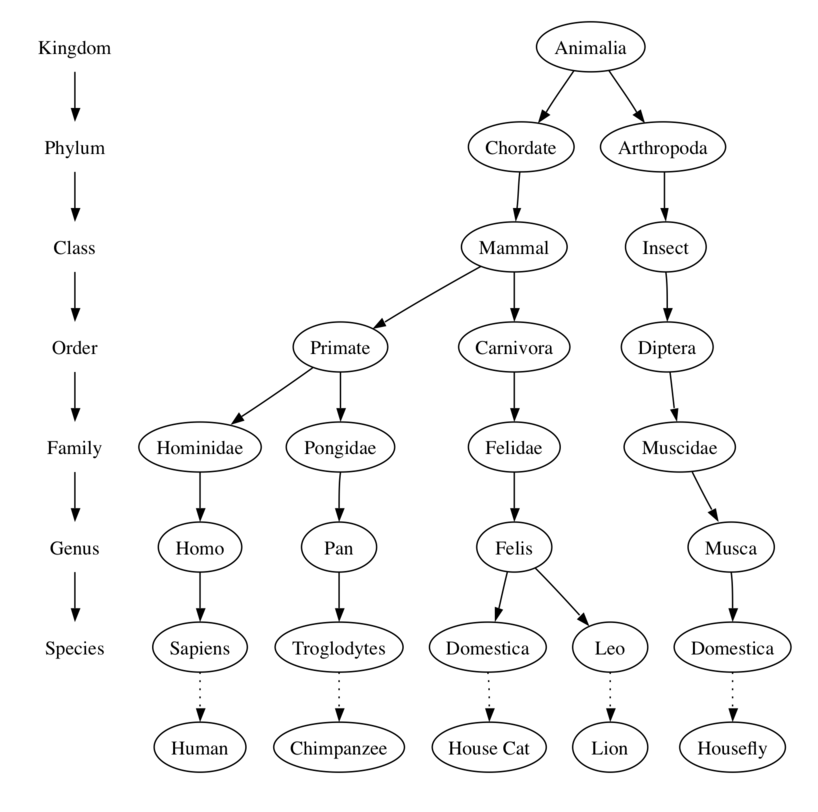 Kingdom
Animalia
Phylum
Chordate
Arthropoda
Class
Mammal
Insect
Order
Primate
Carnivora
Diptera
Family
Hominidae
Pongidae
Felidae
Muscidae
Genus
Homo
Pan
Felis
Musca
Species
Sapiens
Troglodytes
Domestica
Leo
Domestica
Human
Chimpanzee
House Cat
Lion
Housefly